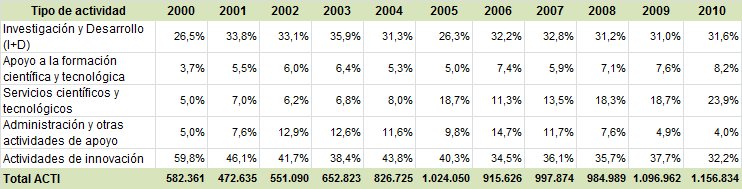 Tipo de actividad 2000 2001 2002 2003 2004 2005 2006 2007 2008 2009 2010
Investigación y Desarrollo
(I+D) 26,5% 33,8% 33,1% 35,9% 31,3% 26,3% 32,2% 32,8% 31,2% 31,0% 31,6%
Apoyo a la formación
científica y tecnológica 3,7% 5,5% 6,0% 6,4% 5,3% 5,0% 7,4% 5,9% 7,1% 7,6% 8,2%
Servicios científicos y
tecnológicos 5,0% 7,0% 6,2% 6,8% 8,0% 18,7% 11,3% 13,5% 18,3% 18,7% 23,9%
Administración y otras
actividades de apoyo 5,0% 7,6% 12,9% 12,6% 11,6% 9,8% 14,7% 11,7% 7,6% 4,9% 4,0%
Actividades de innovación 59,8% 46,1% 41,7% 38,4% 43,8% 40,3% 34,5% 36,1% 35,7% 37,7% 32,2%
Total ACTI 582.361 472.635 551.090 652.823 826.725 1.024.050 915.626 997.874 984.989 1.096.962 1.156.834